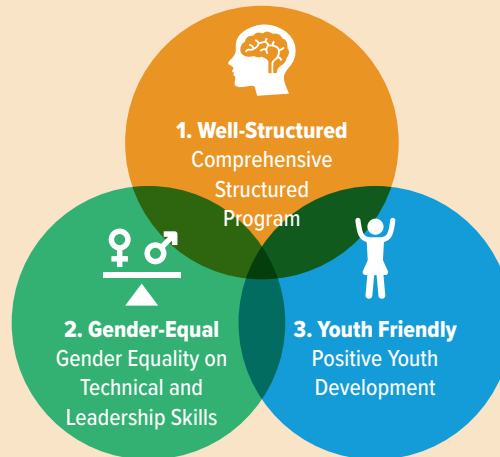 1. Well-Structured
Comprehensive
Structured
Program
2. Gender-Equal
Gender Equality on
Technical and
Leadership Skills
3. Youth Friendly
Positive Youth
Development